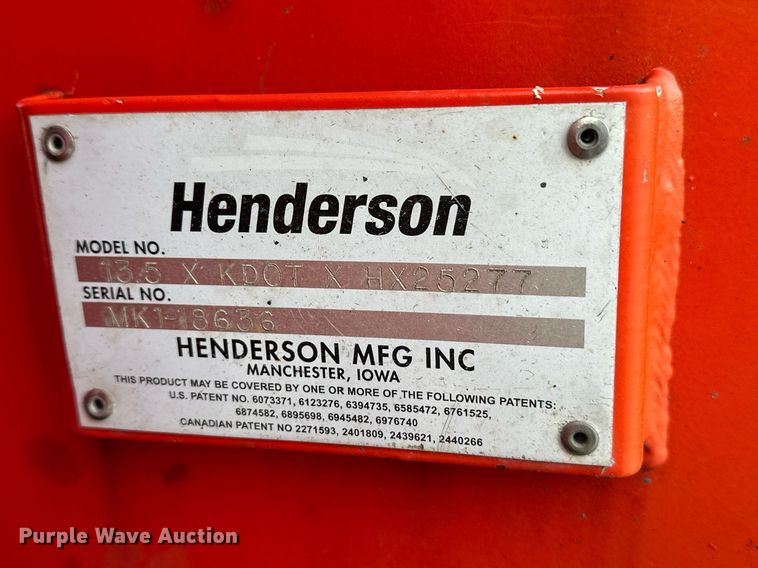 Henderson
MODEL NO.
13.5 X KDOT X HX25277
SERIAL NO.
MK1-18636
HENDERSON MFG INC
MANCHESTER, IOWA
THIS PRODUCT MAY BE COVERED BY ONE OR MORE OF THE FOLLOWING PATENTS:
U.S. PATENT NO. 6073371, 6123276, 6394735, 6585472, 6761525,
6874582, 6895698, 6945482, 6976740
CANADIAN PATENT NO 2271593, 2401809, 2439621, 2440266
Purple Wave Auction